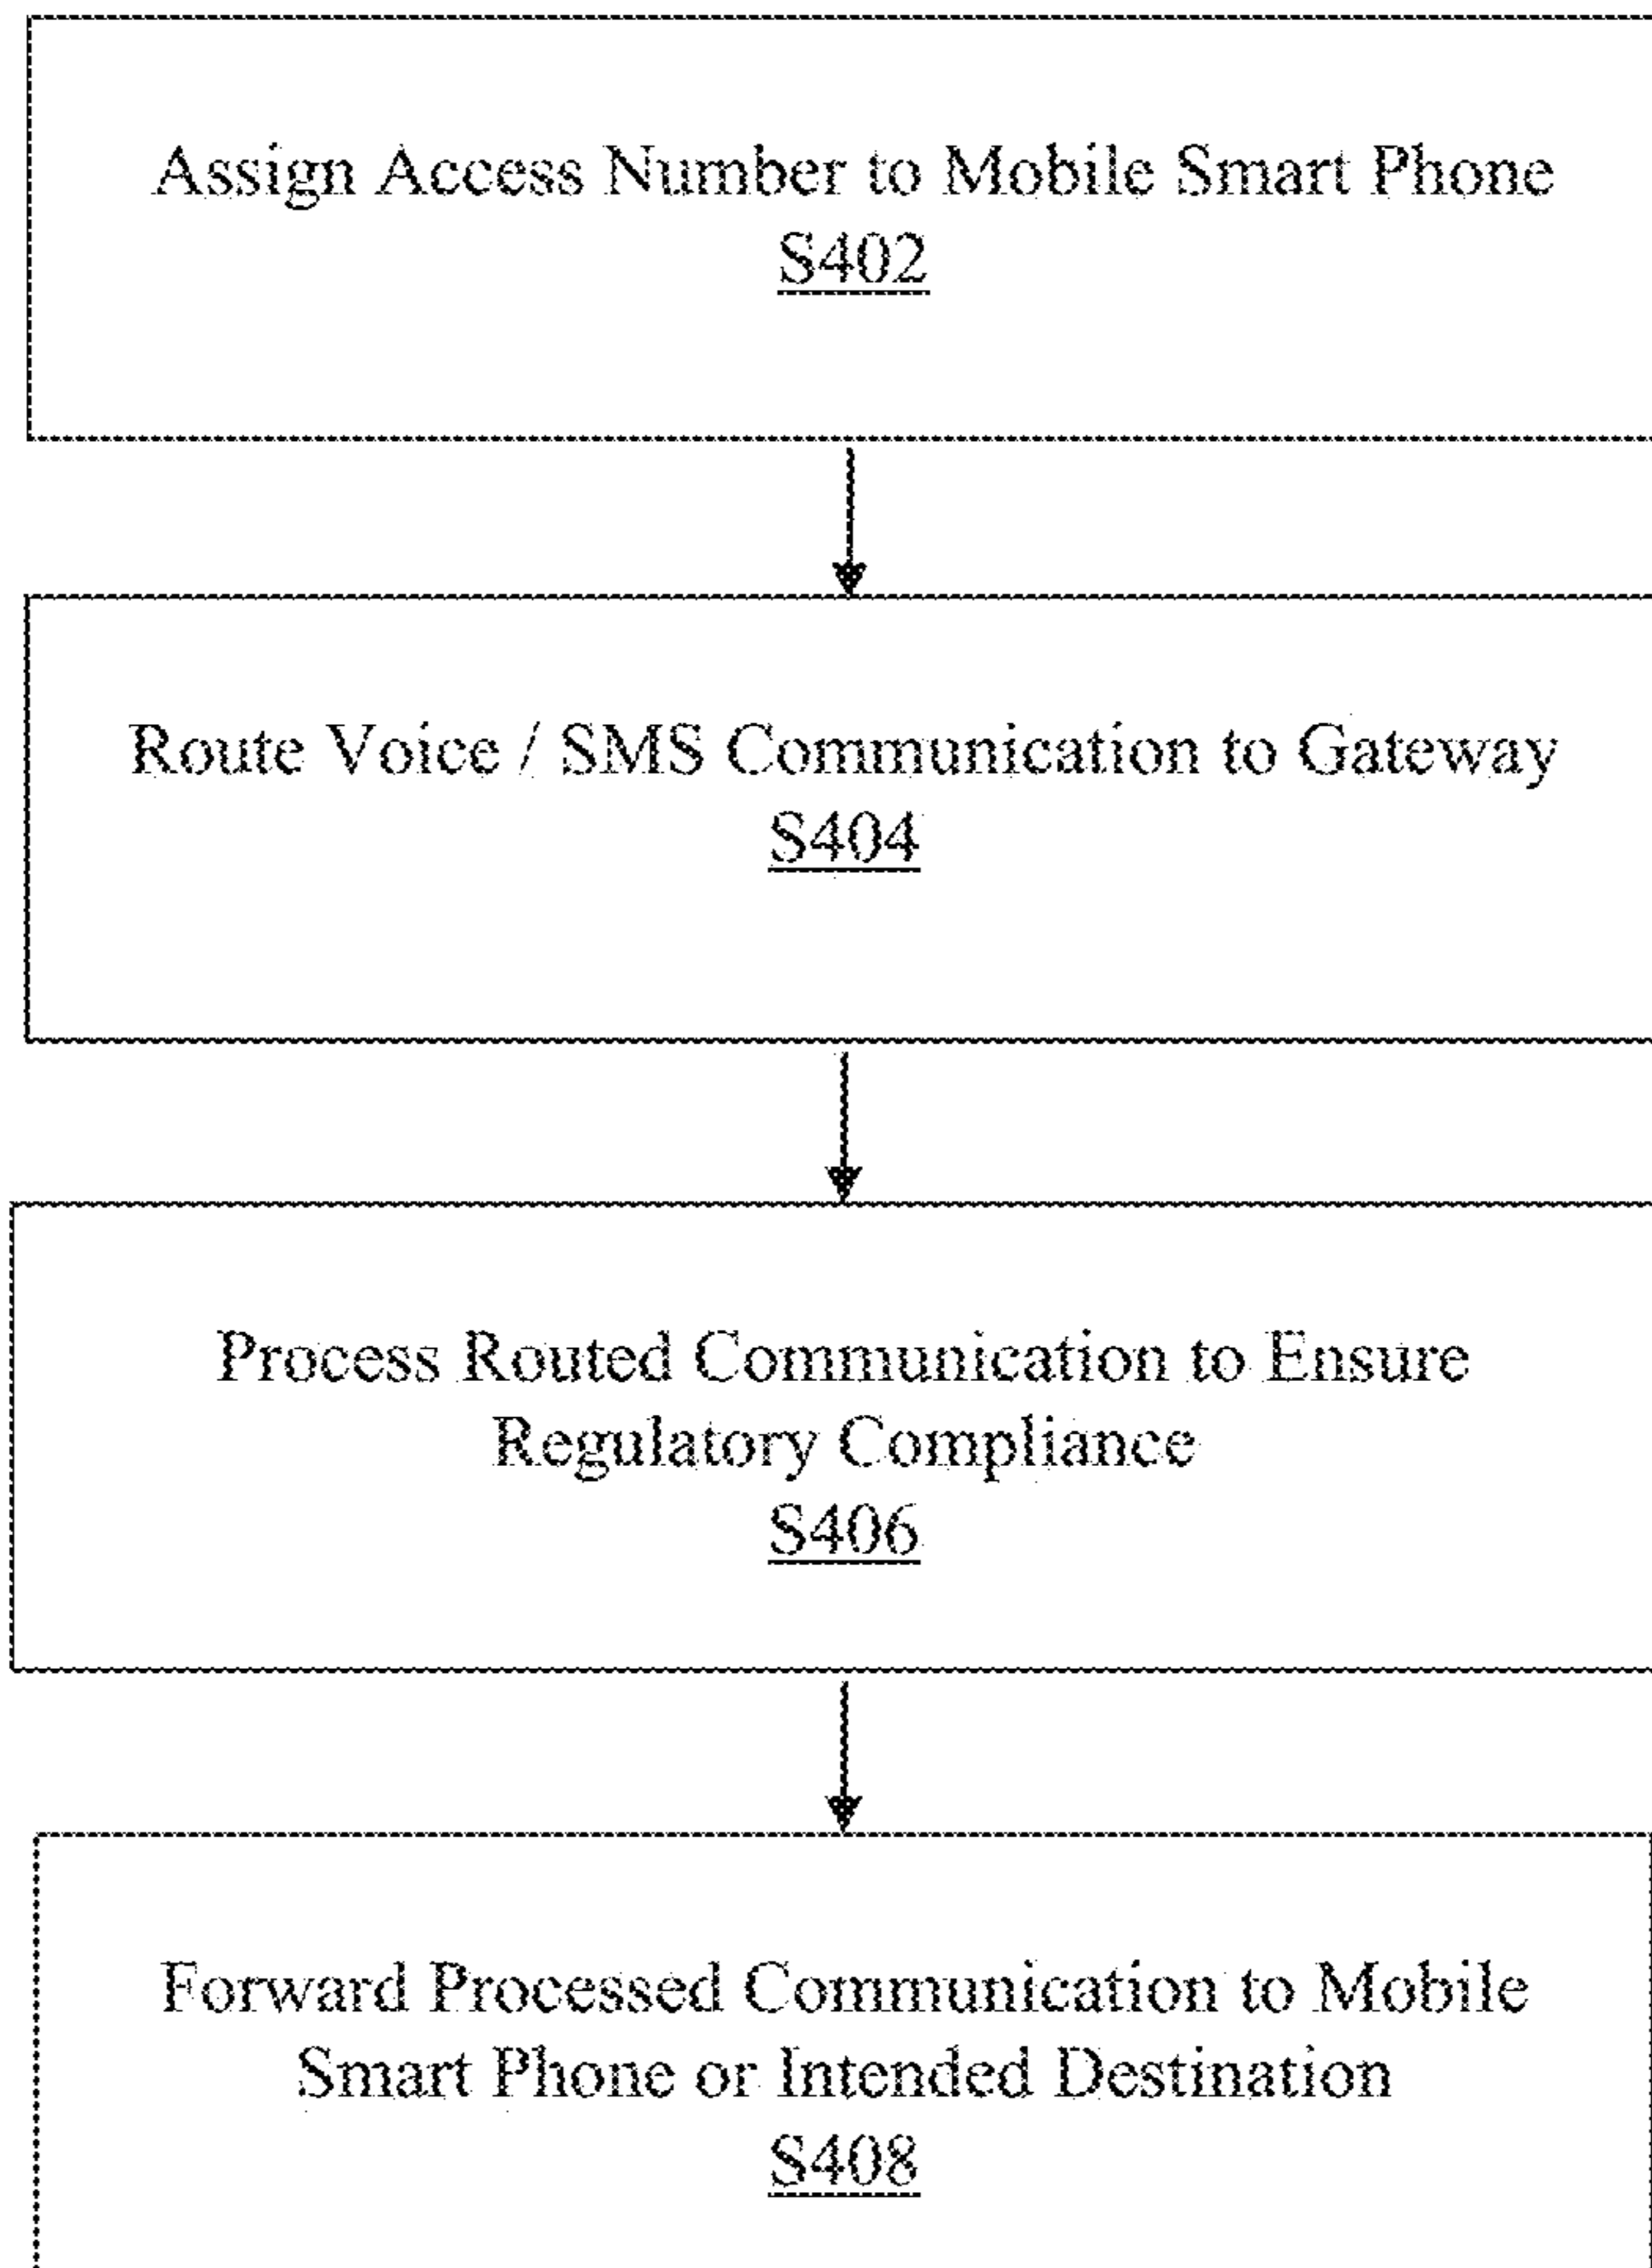 Assign Access Number to Mobile Smart Phone
S402
Route Voice / SMS Communication to Gateway
S404
Process Routed Communication to Ensure
Regulatory Compliance
S406
Forward Processed Communication to Mobile
Smart Phone or Intended Destination
S408